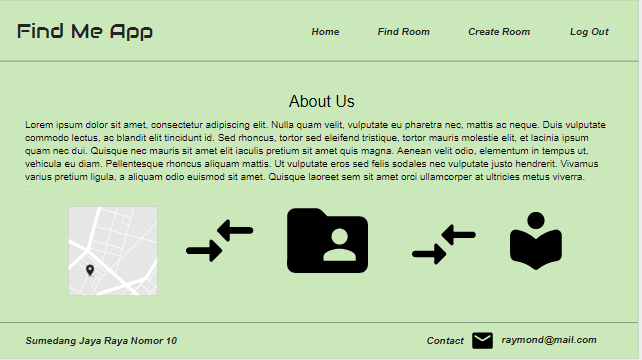 Find Me App
Home Find Room Create Room Log Out
About Us
Lorem ipsum dolor sit amet, consectetur adipiscing elit. Nulla quam velit, vulputate eu pharetra nec, mattis ac neque. Duis vulputate
commodo lectus, ac blandit elit tincidunt id. Sed rhoncus, tortor sed eleifend tristique, tortor mauris molestie elit, et lacinia ipsum
quam nec dui. Quisque nec mauris sit amet elit iaculis pretium sit amet quis magna. Aenean velit odio, elementum in tempus ut,
vehicula eu diam. Pellentesque rhoncus aliquam mattis. Ut vulputate eros sed felis sodales nec vulputate justo hendrerit. Vivamus
varius pretium ligula, a aliquam odio euismod sit amet. Quisque laoreet sem sit amet orci ullamcorper at ultricies metus viverra.
Sumedang Jaya Raya Nomor 10
Contact raymond@mail.com